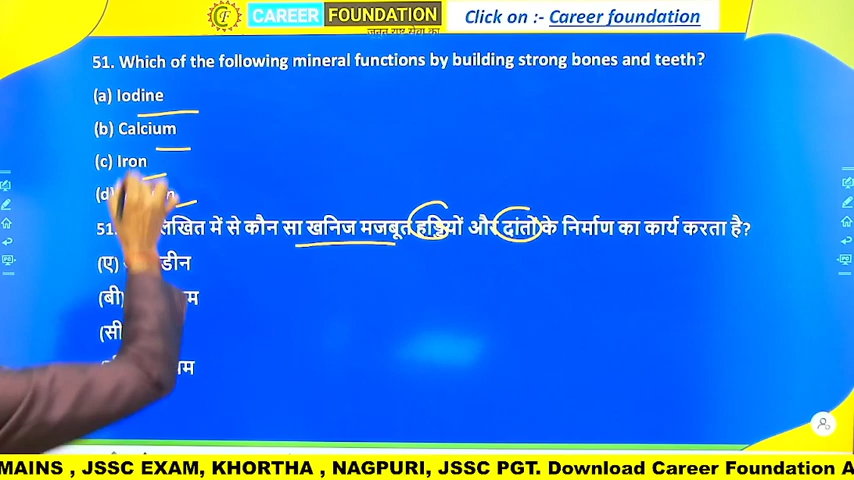 CAREER FOUNDATION
Click on :- Career foundation
51. Which of the following mineral functions by building strong bones and teeth?
(a) Iodine
(b) Calcium
(c) Iron
(d)
51. लिखित में से कौन सा खनिज मजबूत हड्डियों और दांतों के निर्माण का कार्य करता है?
(ए) डीन
(बी) म
(सी
म
MAINS , JSSC EXAM, KHORTHA , NAGPURI, JSSC PGT. Download Career Foundation A